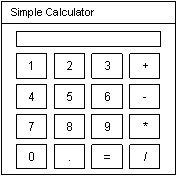 Simple Calculator
1 2 3 +
4 5 6 -
7 8 9 *
0 . = /